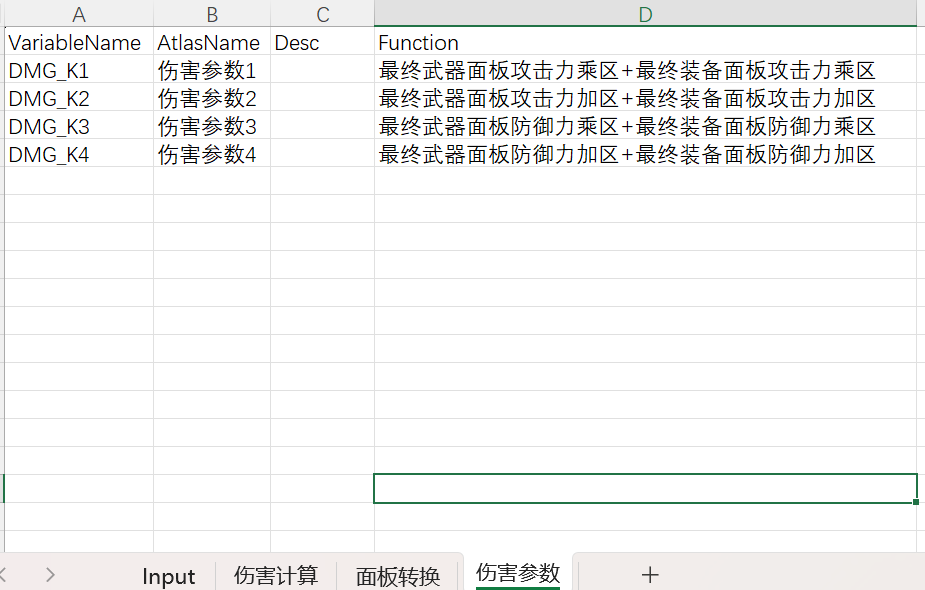 A B C D
VariableName AtlasName Desc Function
DMG_K1 伤害参数1 最终武器面板攻击力乘区+最终装备面板攻击力乘区
DMG_K2 伤害参数2 最终武器面板攻击力加区+最终装备面板攻击力加区
DMG_K3 伤害参数3 最终武器面板防御力乘区+最终装备面板防御力乘区
DMG_K4 伤害参数4 最终武器面板防御力加区+最终装备面板防御力加区
Input 伤害计算 面板转换 伤害参数 +